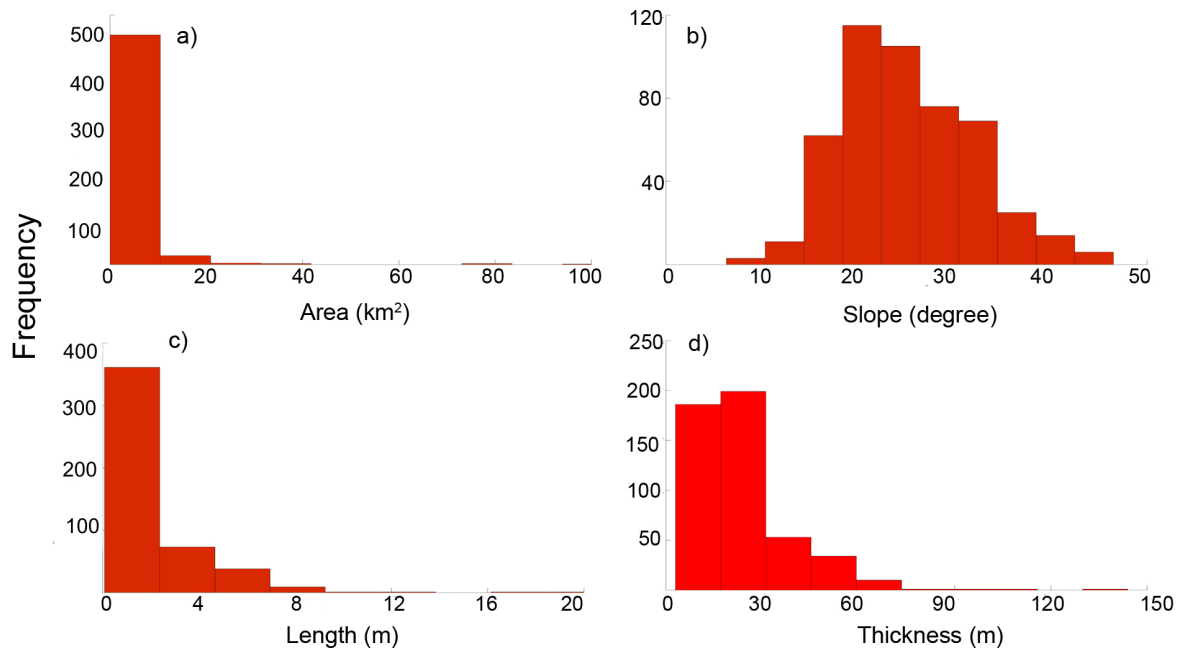 Frequency
a)
500
400
300
200
100
0 20 40 60 80 100
Area (km²)
b)
120
80
40
0 10 20 30 40 50
Slope (degree)
c)
400
300
200
100
0 4 8 12 16 20
Length (m)
d)
250
200
150
100
50
0 30 60 90 120 150
Thickness (m)